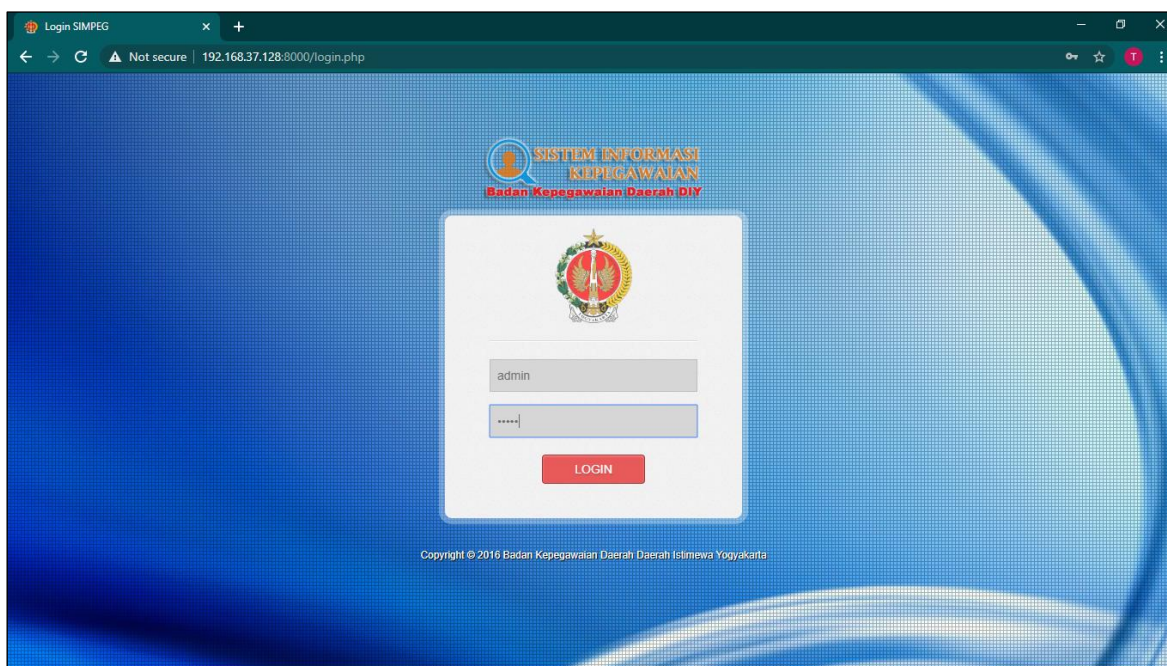 Login SIMPEG
Not secure | 192.168.37.128:8000/login.php
T
SISTEM INFORMASI
KEPEGAWAIAN
Badan Kepegawaian Daerah DIY
admin
•••••
LOGIN
Copyright © 2016 Badan Kepegawaian Daerah Daerah Istimewa Yogyakarta